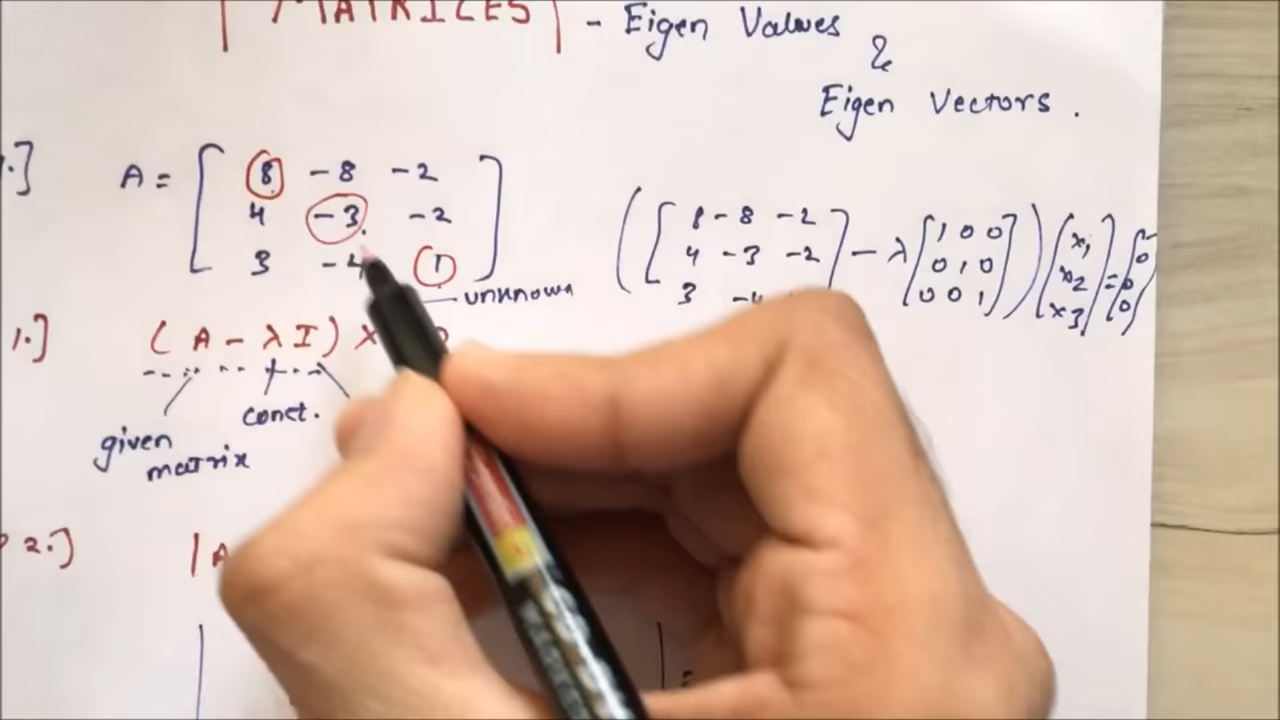 MATRICES - Eigen Values
&
Eigen Vectors.
A = [ 8 -8 -2
4 -3 -2
3 -4 1 ]
( [ 8 -8 -2
4 -3 -2
3 -4 ] - λ [ 1 0 0
0 1 0
0 0 1 ] ) ( x1
x2
x3 ) = ( 0
0
0 )
unknown
1.] ( A - λ I )
given
matrix
const.
2.] | A